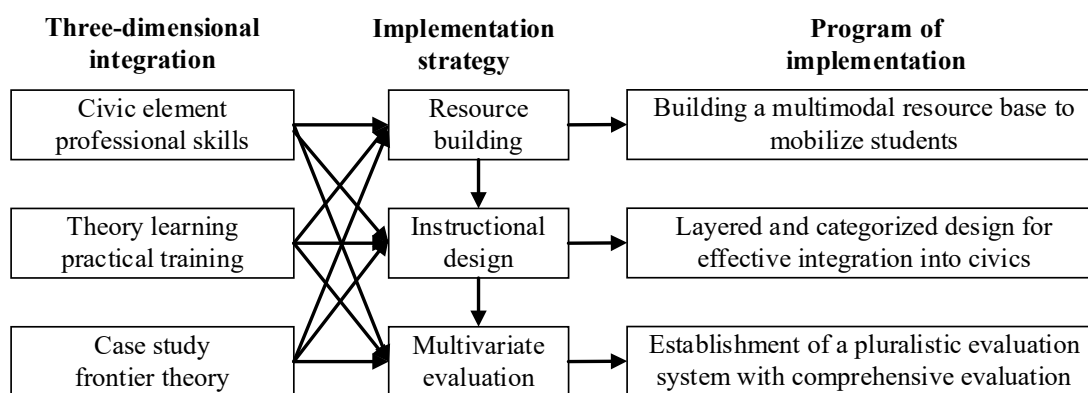 Three-dimensional
integration
Implementation
strategy
Program of
implementation
Civic element
professional skills
Resource
building
Building a multimodal resource base to
mobilize students
Theory learning
practical training
Instructional
design
Layered and categorized design for
effective integration into civics
Case study
frontier theory
Multivariate
evaluation
Establishment of a pluralistic evaluation
system with comprehensive evaluation